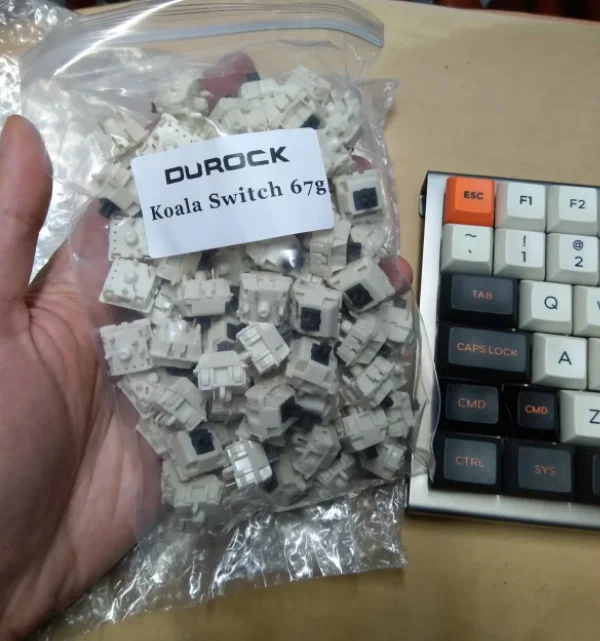 DUROCK
Koala Switch 67g
ESC F1 F2
~ ! @
` 1 2
TAB Q
CAPS LOCK A
CMD CMD Z
CTRL SYS